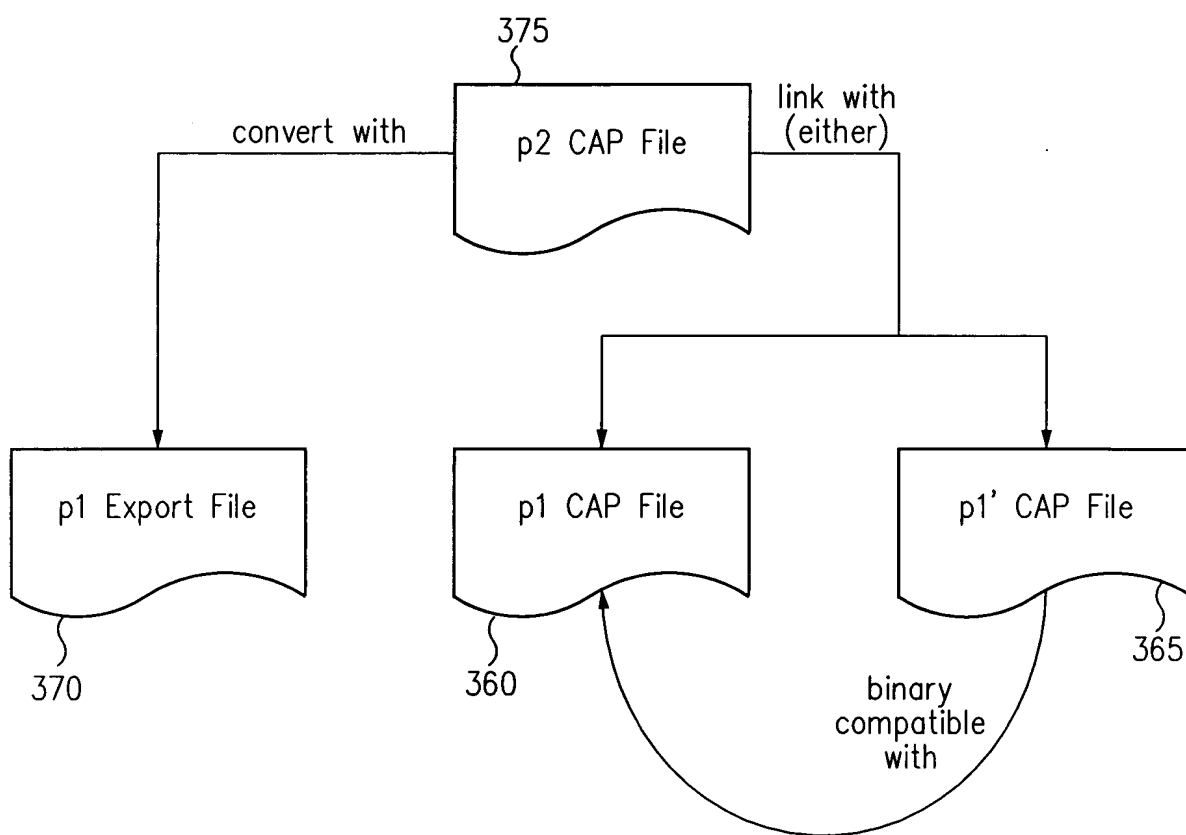 375
convert with
p2 CAP File
link with
(either)
p1 Export File
p1 CAP File
p1' CAP File
370
360
365
binary
compatible
with